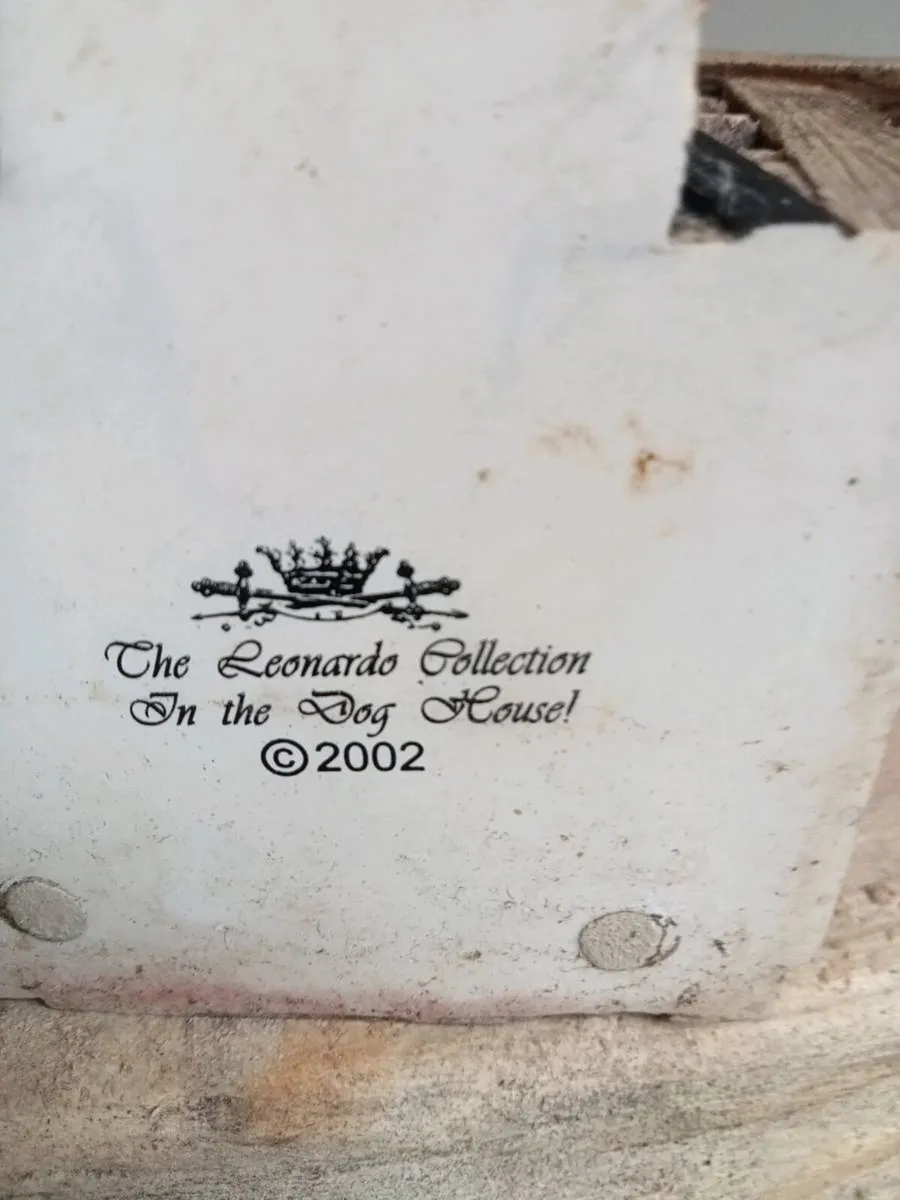 The Leonardo Collection
In the Dog House!
©2002